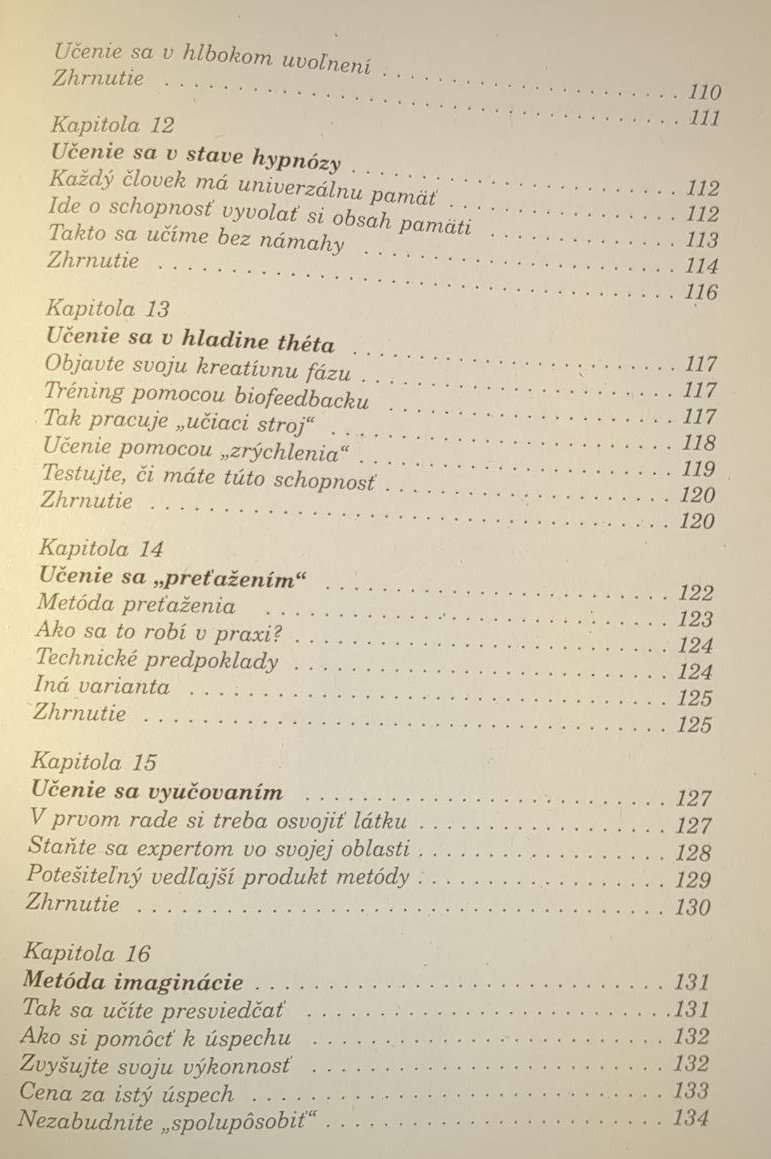 Učenie sa v hlbokom uvoľnení . . . . . . . . . . . . . . . . . . . . . . . . 110
Zhrnutie . . . . . . . . . . . . . . . . . . . . . . . . . . . . . . . . . . . . . . . . 111
Kapitola 12
Učenie sa v stave hypnózy . . . . . . . . . . . . . . . . . . . . . . . . . . . 112
Každý človek má univerzálnu pamäť . . . . . . . . . . . . . . . . . . . 112
Ide o schopnosť vyvolať si obsah pamäti . . . . . . . . . . . . . . . . 113
Takto sa učíme bez námahy . . . . . . . . . . . . . . . . . . . . . . . . . . 114
Zhrnutie . . . . . . . . . . . . . . . . . . . . . . . . . . . . . . . . . . . . . . . . 116
Kapitola 13
Učenie sa v hladine théta . . . . . . . . . . . . . . . . . . . . . . . . . . . . 117
Objavte svoju kreatívnu fázu . . . . . . . . . . . . . . . . . . . . . . . . . 117
Tréning pomocou biofeedbacku . . . . . . . . . . . . . . . . . . . . . . . 117
Tak pracuje „učiaci stroj“ . . . . . . . . . . . . . . . . . . . . . . . . . . . . 118
Učenie pomocou „zrýchlenia“ . . . . . . . . . . . . . . . . . . . . . . . . . 119
Testujte, či máte túto schopnosť . . . . . . . . . . . . . . . . . . . . . . . 120
Zhrnutie . . . . . . . . . . . . . . . . . . . . . . . . . . . . . . . . . . . . . . . . 120
Kapitola 14
Učenie sa „preťažením“ . . . . . . . . . . . . . . . . . . . . . . . . . . . . . 122
Metóda preťaženia . . . . . . . . . . . . . . . . . . . . . . . . . . . . . . . . . 123
Ako sa to robí v praxi? . . . . . . . . . . . . . . . . . . . . . . . . . . . . . . 124
Technické predpoklady . . . . . . . . . . . . . . . . . . . . . . . . . . . . . . 124
Iná varianta . . . . . . . . . . . . . . . . . . . . . . . . . . . . . . . . . . . . . . 125
Zhrnutie . . . . . . . . . . . . . . . . . . . . . . . . . . . . . . . . . . . . . . . . 125
Kapitola 15
Učenie sa vyučovaním . . . . . . . . . . . . . . . . . . . . . . . . . . . . . . 127
V prvom rade si treba osvojiť látku . . . . . . . . . . . . . . . . . . . . . 127
Staňte sa expertom vo svojej oblasti . . . . . . . . . . . . . . . . . . . . 128
Potešiteľný vedľajší produkt metódy . . . . . . . . . . . . . . . . . . . . 129
Zhrnutie . . . . . . . . . . . . . . . . . . . . . . . . . . . . . . . . . . . . . . . . 130
Kapitola 16
Metóda imaginácie . . . . . . . . . . . . . . . . . . . . . . . . . . . . . . . . . 131
Tak sa učíte presviedčať . . . . . . . . . . . . . . . . . . . . . . . . . . . . . 131
Ako si pomôcť k úspechu . . . . . . . . . . . . . . . . . . . . . . . . . . . . 132
Zvyšujte svoju výkonnosť . . . . . . . . . . . . . . . . . . . . . . . . . . . . 132
Cena za istý úspech . . . . . . . . . . . . . . . . . . . . . . . . . . . . . . . . 133
Nezabudnite „spolupôsobiť“ . . . . . . . . . . . . . . . . . . . . . . . . . . 134